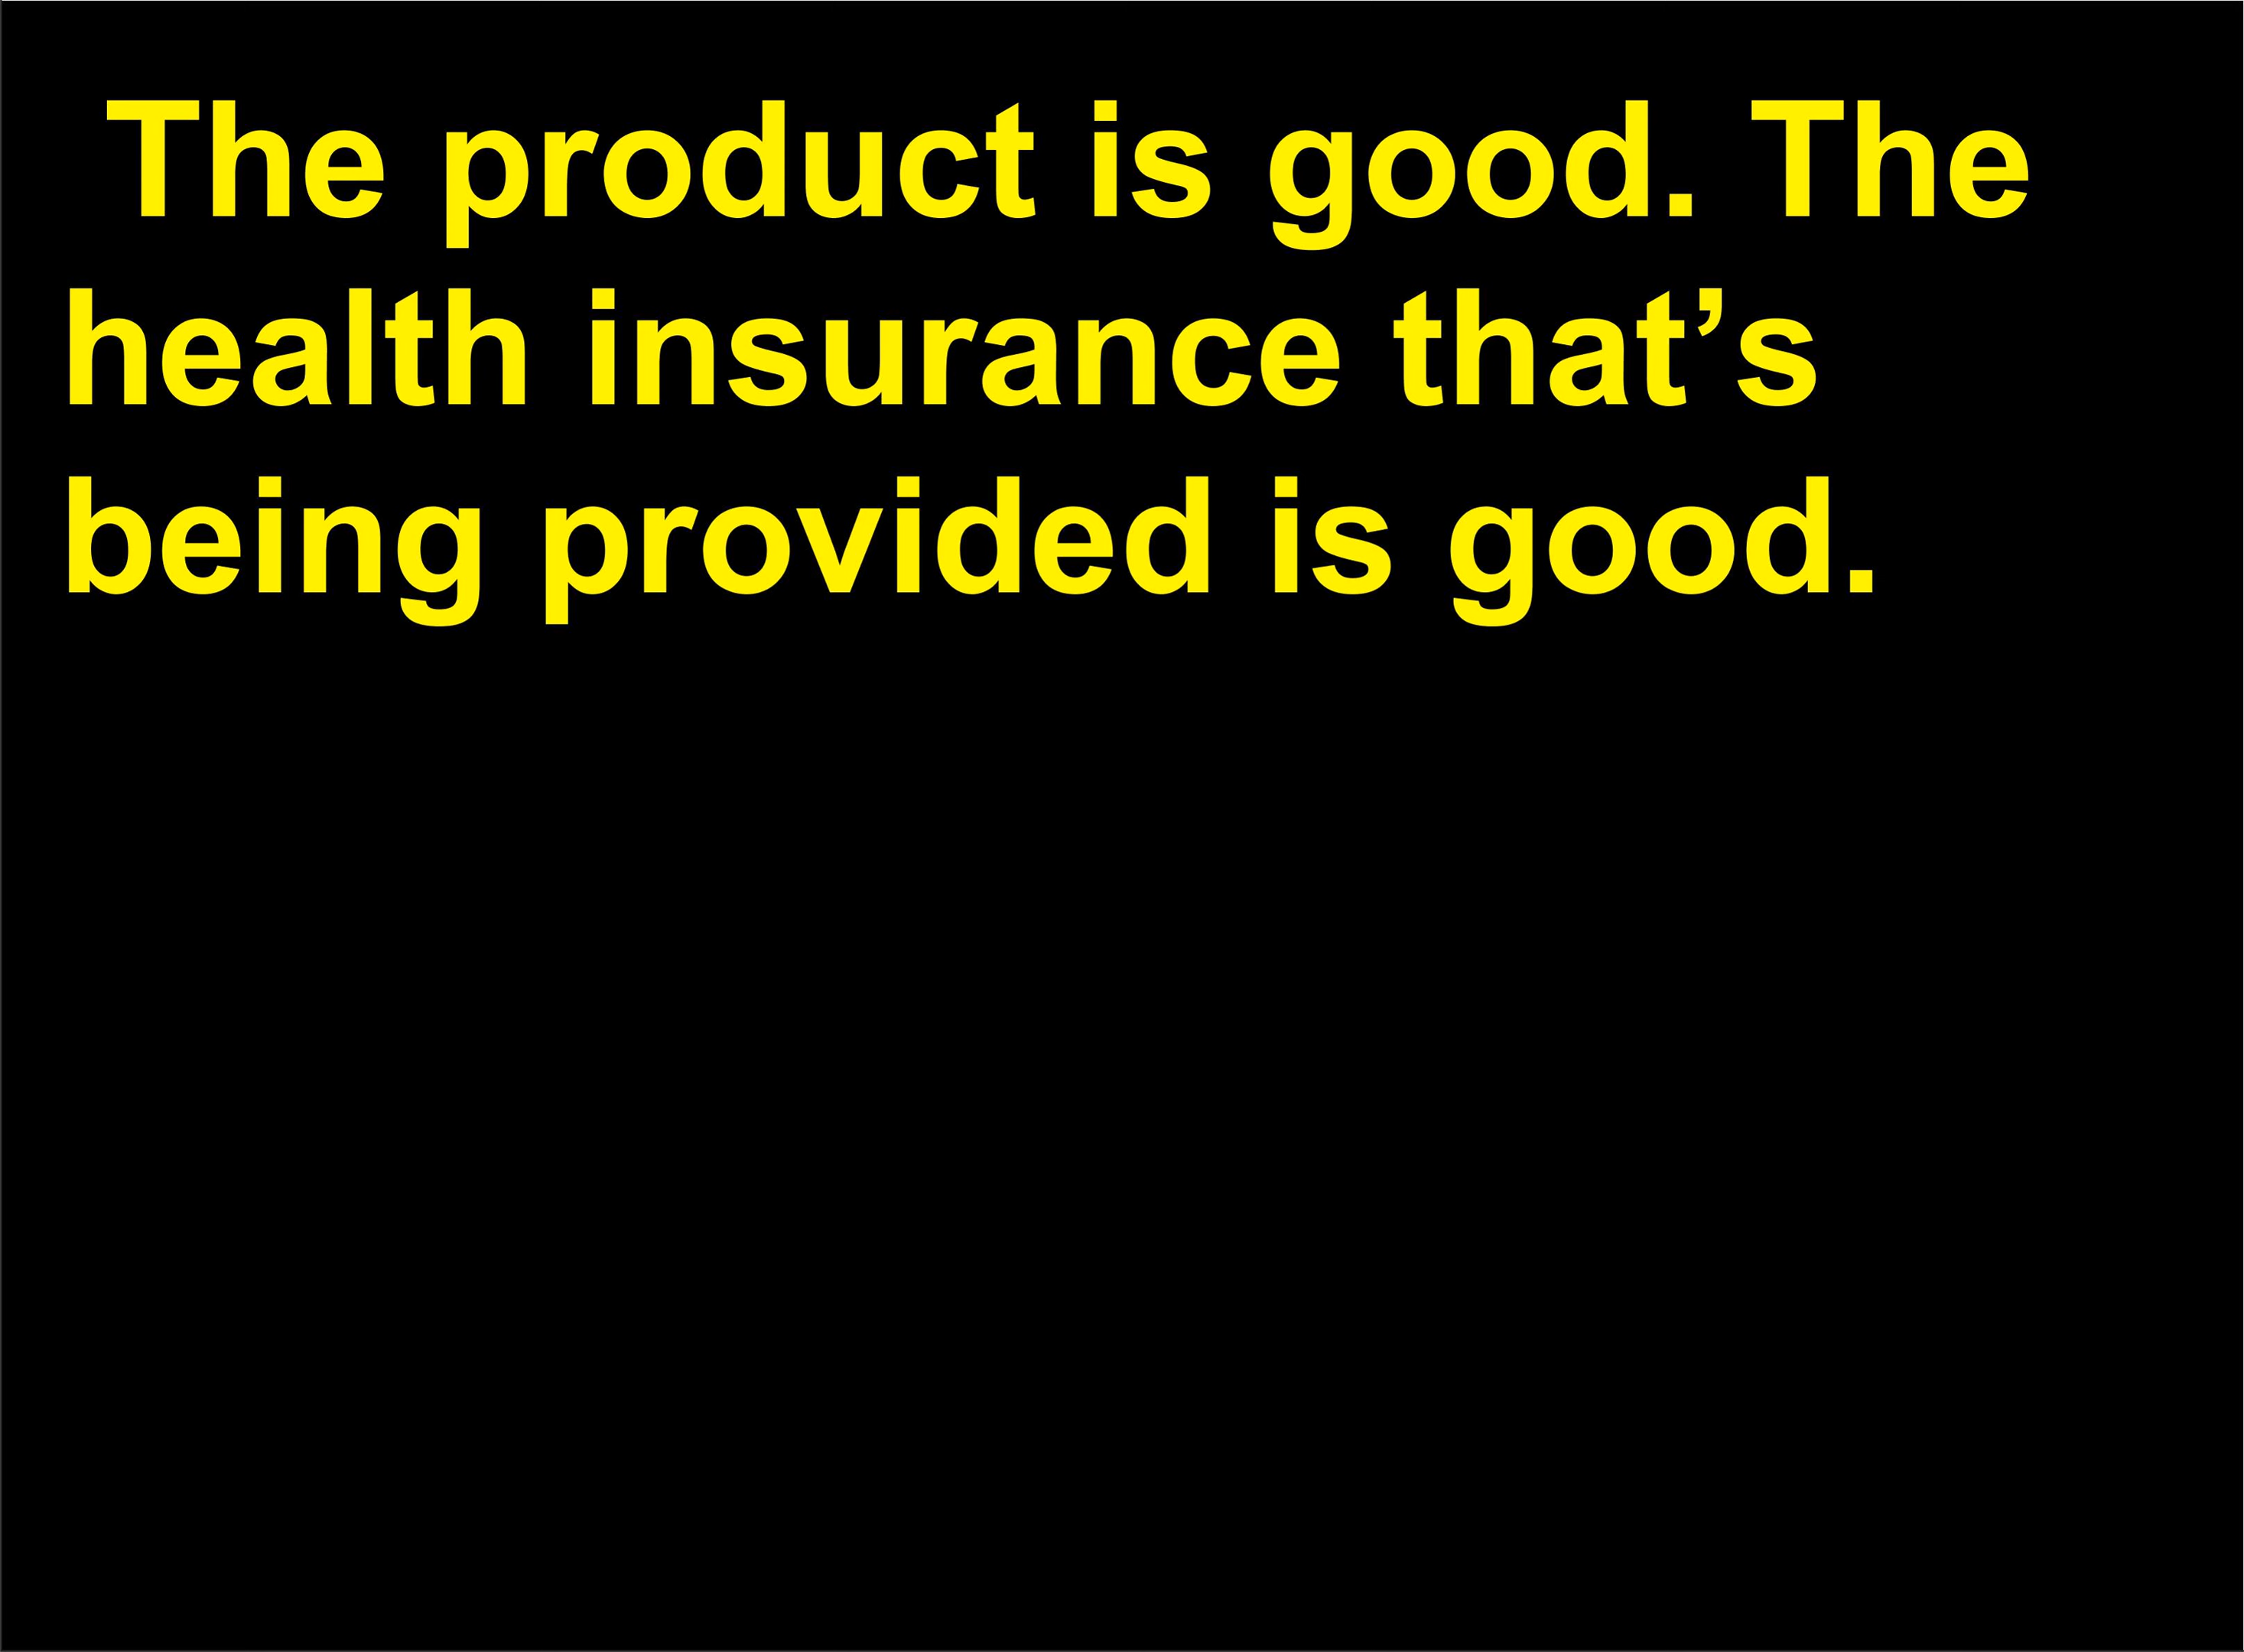 The product is good. The
health insurance that’s
being provided is good.